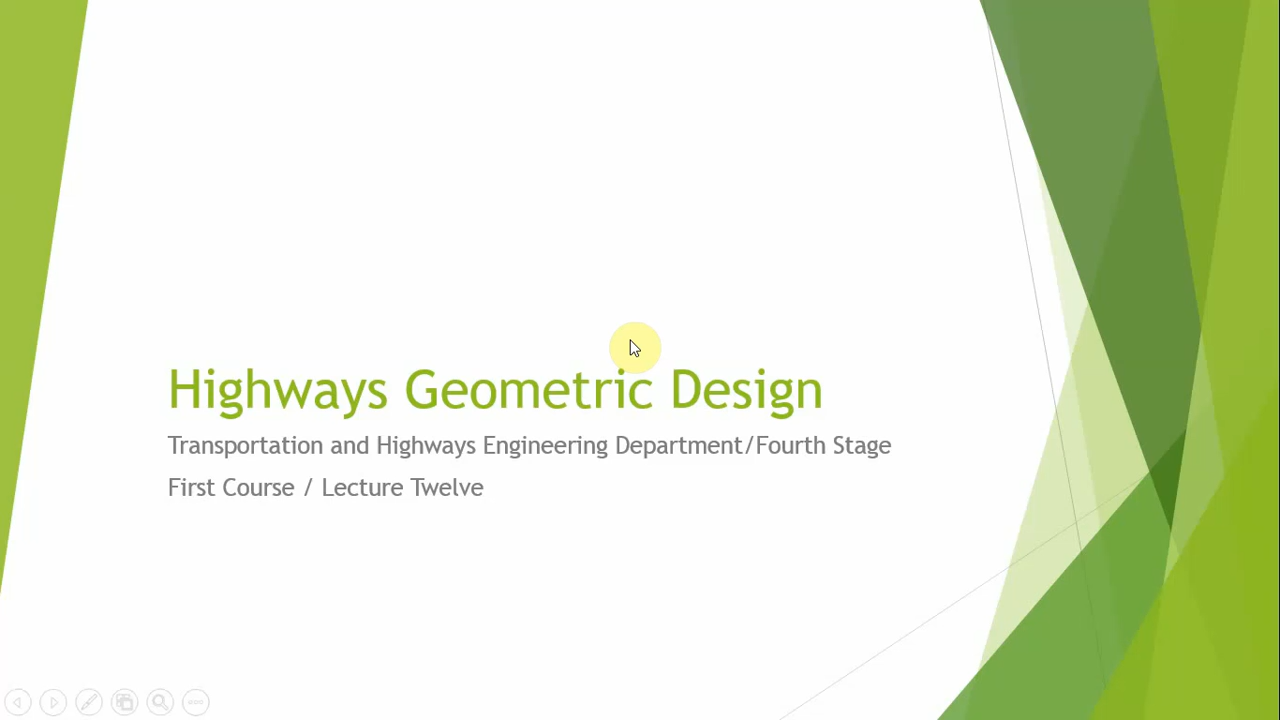 Highways Geometric Design
Transportation and Highways Engineering Department/Fourth Stage
First Course / Lecture Twelve